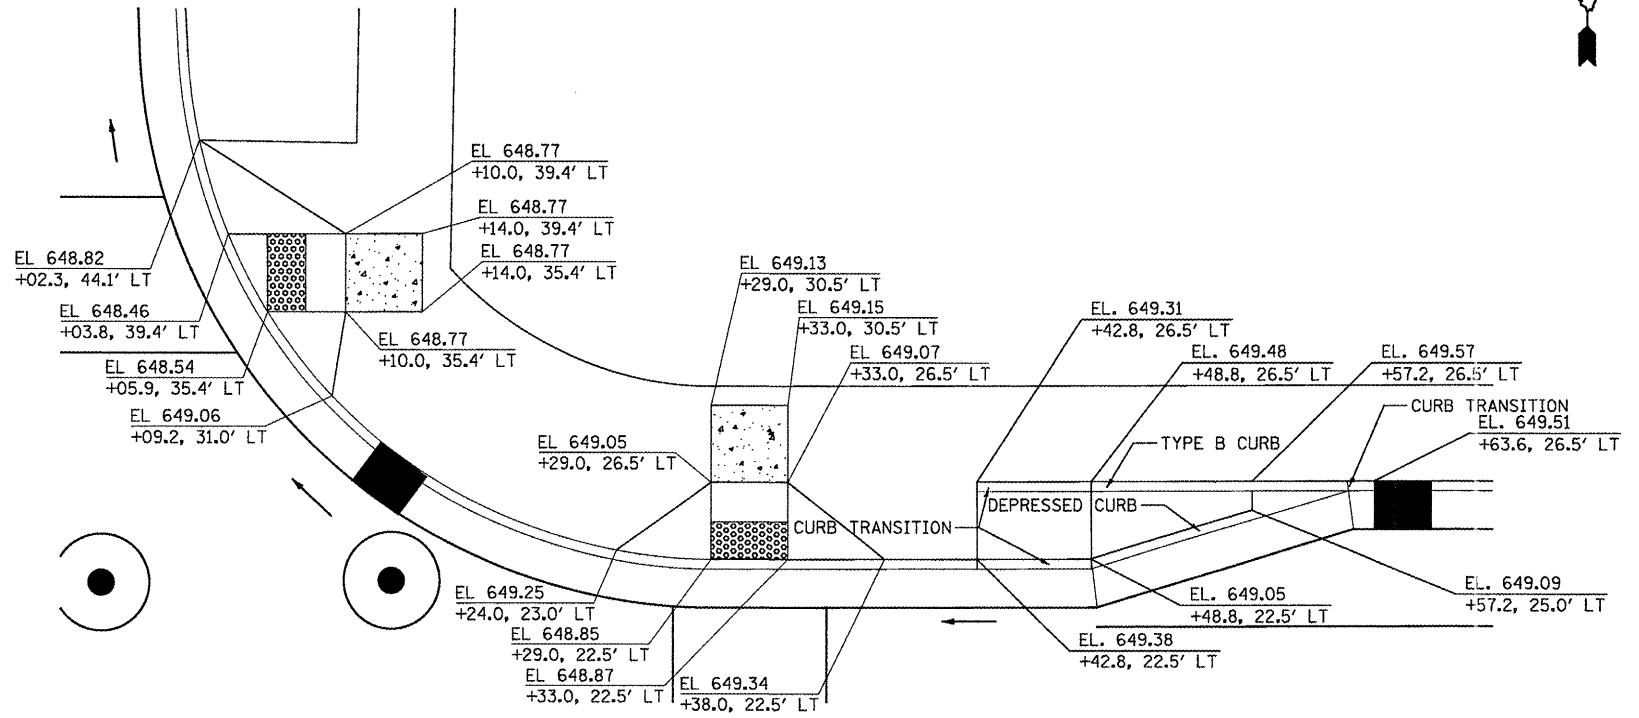 EL 648.77
+10.0, 39.4' LT
EL 648.77
+14.0, 39.4' LT
EL 648.77
+14.0, 35.4' LT
EL 648.82
+02.3, 44.1' LT
EL 648.46
+03.8, 39.4' LT
EL 648.77
+10.0, 35.4' LT
EL 648.54
+05.9, 35.4' LT
EL 649.06
+09.2, 31.0' LT
EL 649.13
+29.0, 30.5' LT
EL 649.15
+33.0, 30.5' LT
EL 649.07
+33.0, 26.5' LT
EL 649.05
+29.0, 26.5' LT
EL. 649.31
+42.8, 26.5' LT
EL. 649.48
+48.8, 26.5' LT
EL. 649.57
+57.2, 26.5' LT
CURB TRANSITION
EL. 649.51
+63.6, 26.5' LT
TYPE B CURB
DEPRESSED CURB
CURB TRANSITION
EL 649.25
+24.0, 23.0' LT
EL 648.85
+29.0, 22.5' LT
EL 648.87
+33.0, 22.5' LT
EL 649.34
+38.0, 22.5' LT
EL. 649.09
+57.2, 25.0' LT
EL. 649.05
+48.8, 22.5' LT
EL. 649.38
+42.8, 22.5' LT